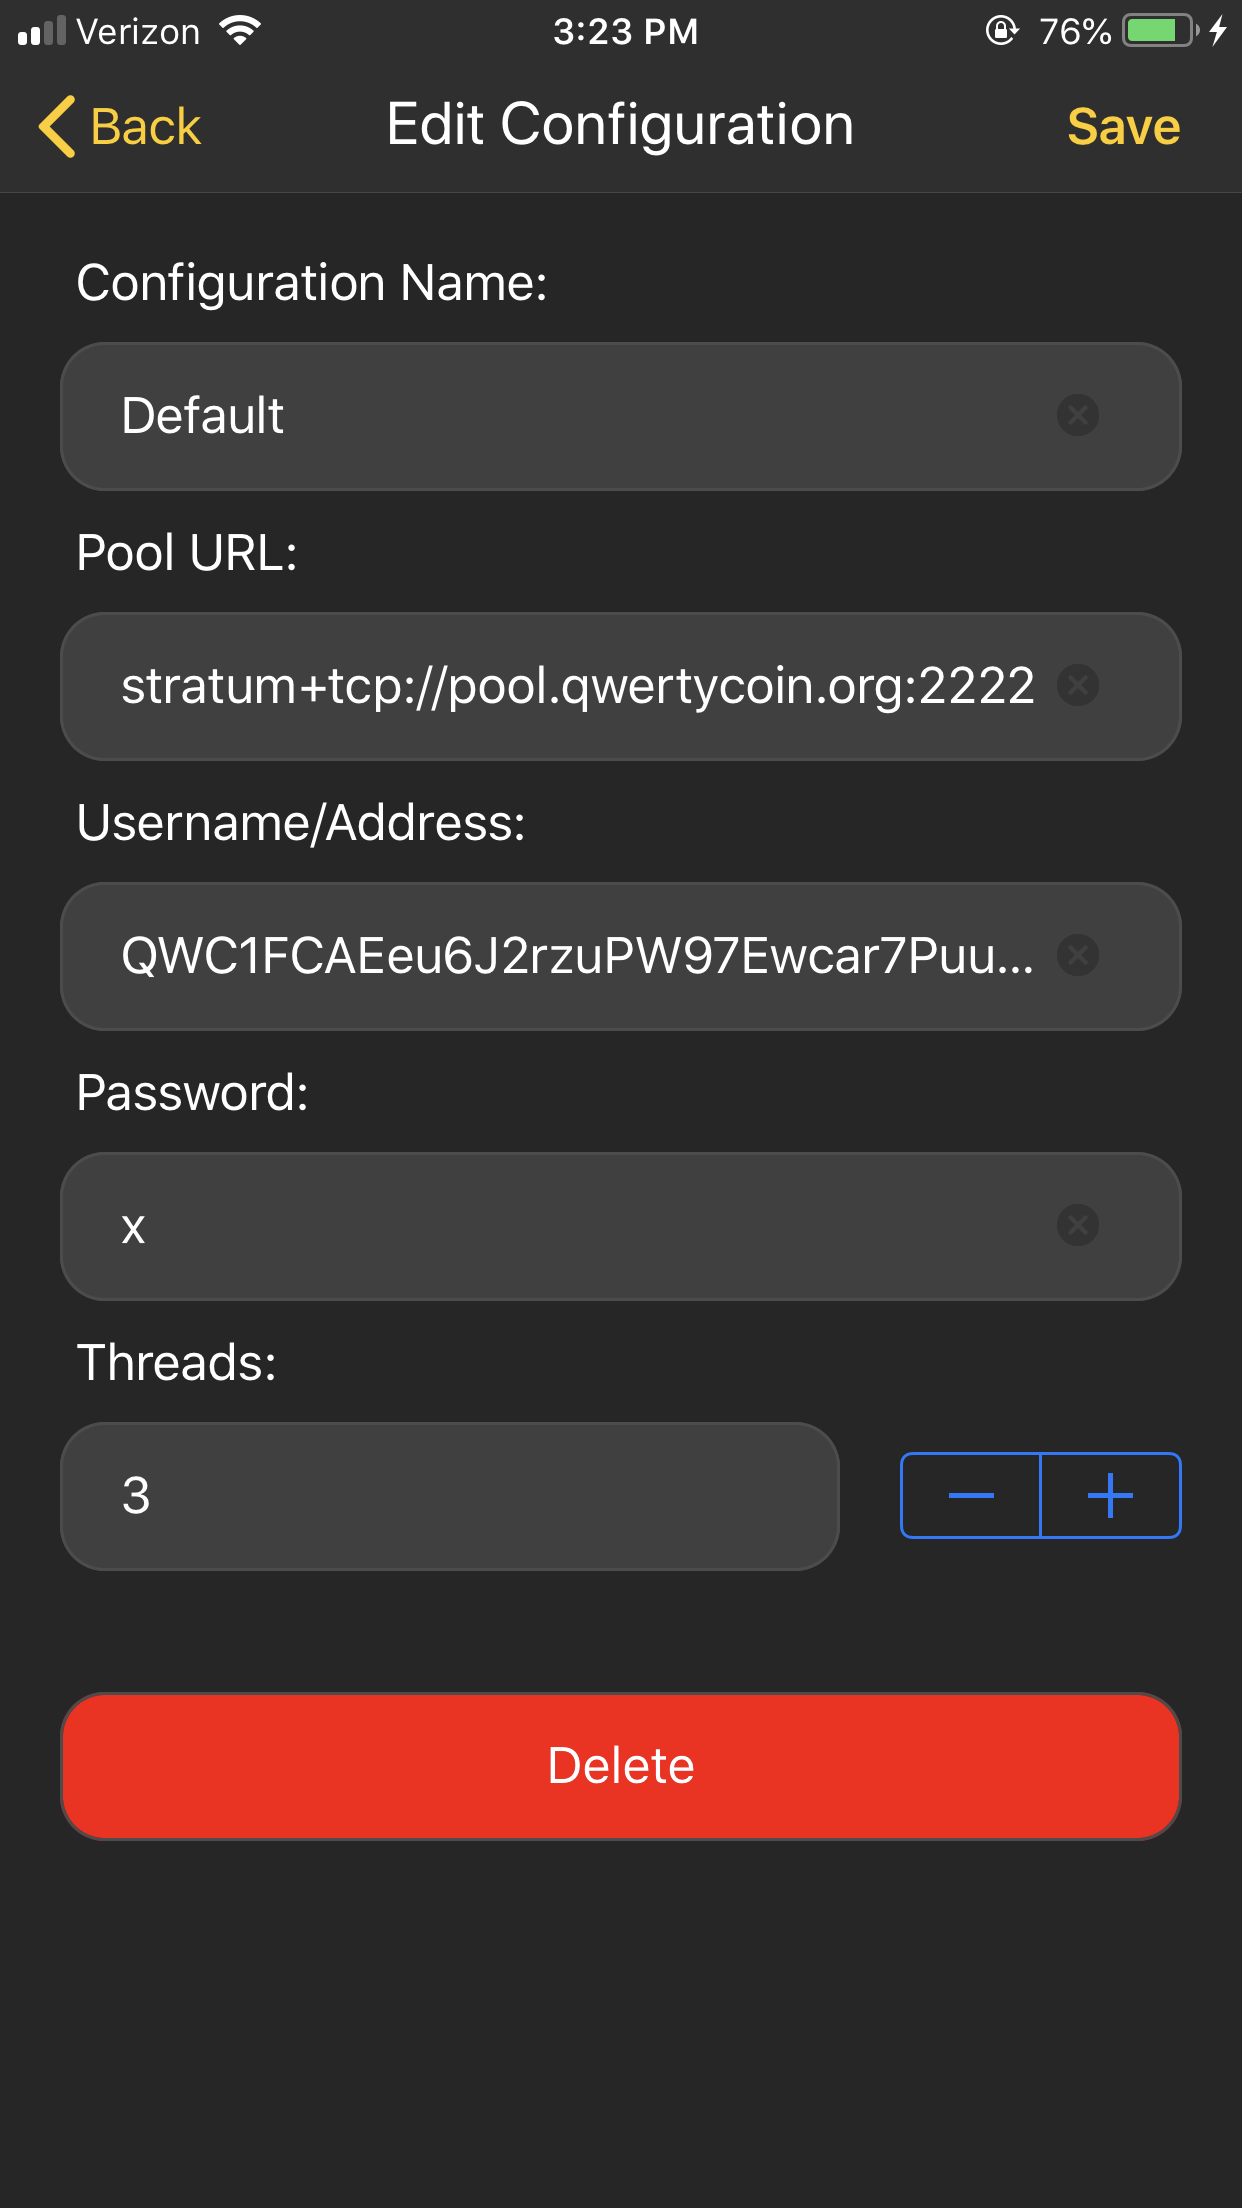 Verizon 3:23 PM 76%
Back Edit Configuration Save
Configuration Name:
Default
Pool URL:
stratum+tcp://pool.qwertycoin.org:2222
Username/Address:
QWC1FCAEeu6J2rzuPW97Ewcar7Puu...
Password:
x
Threads:
3
Delete